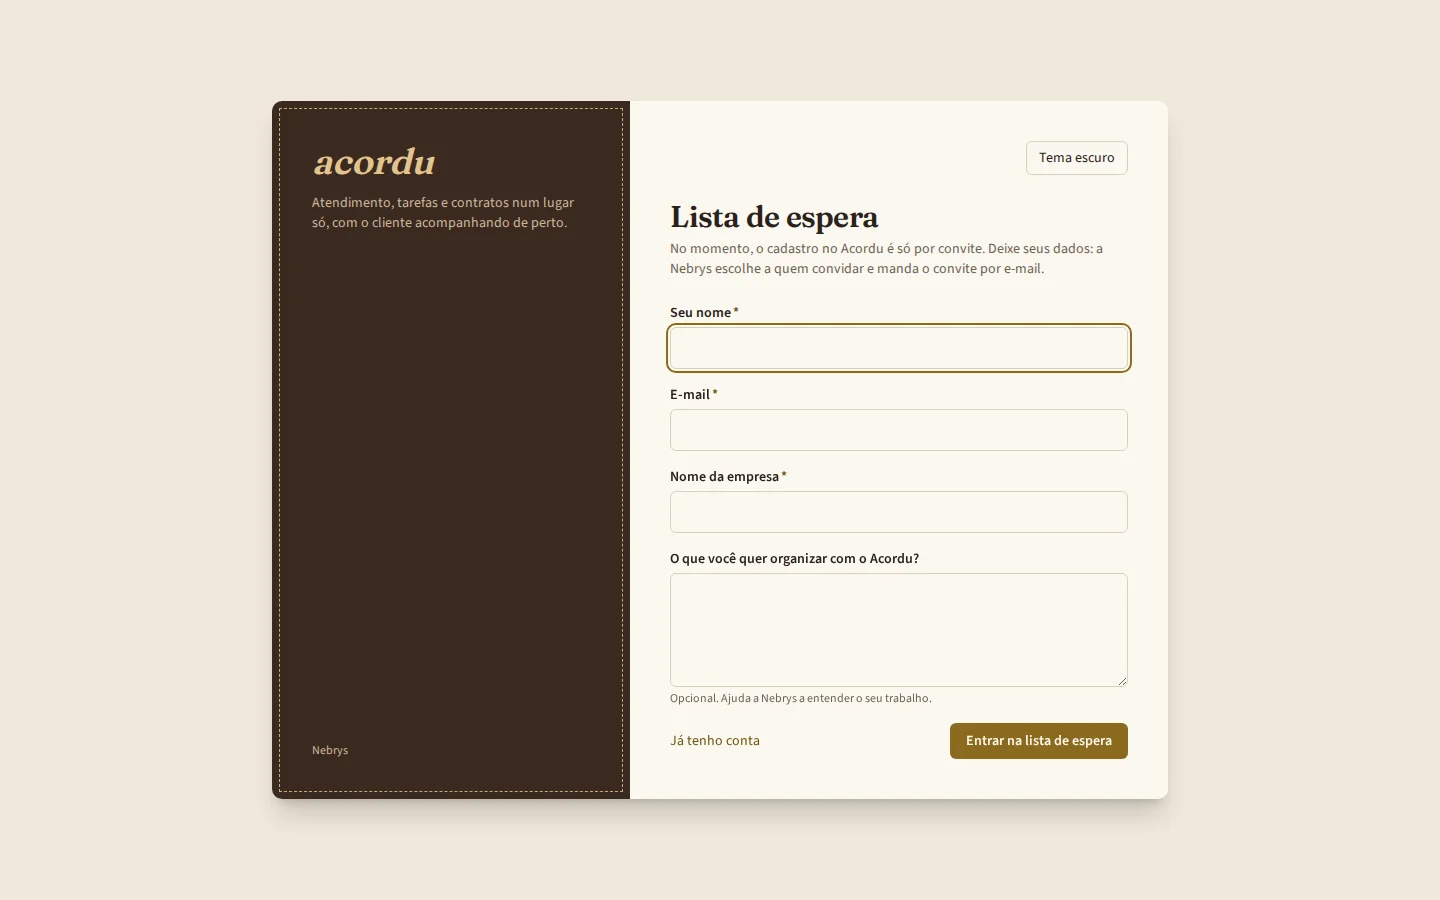 acordu
Atendimento, tarefas e contratos num lugar
só, com o cliente acompanhando de perto.
Nebrys
Tema escuro
Lista de espera
No momento, o cadastro no Acordu é só por convite. Deixe seus dados: a
Nebrys escolhe a quem convidar e manda o convite por e-mail.
Seu nome *
E-mail *
Nome da empresa *
O que você quer organizar com o Acordu?
Opcional. Ajuda a Nebrys a entender o seu trabalho.
Já tenho conta
Entrar na lista de espera